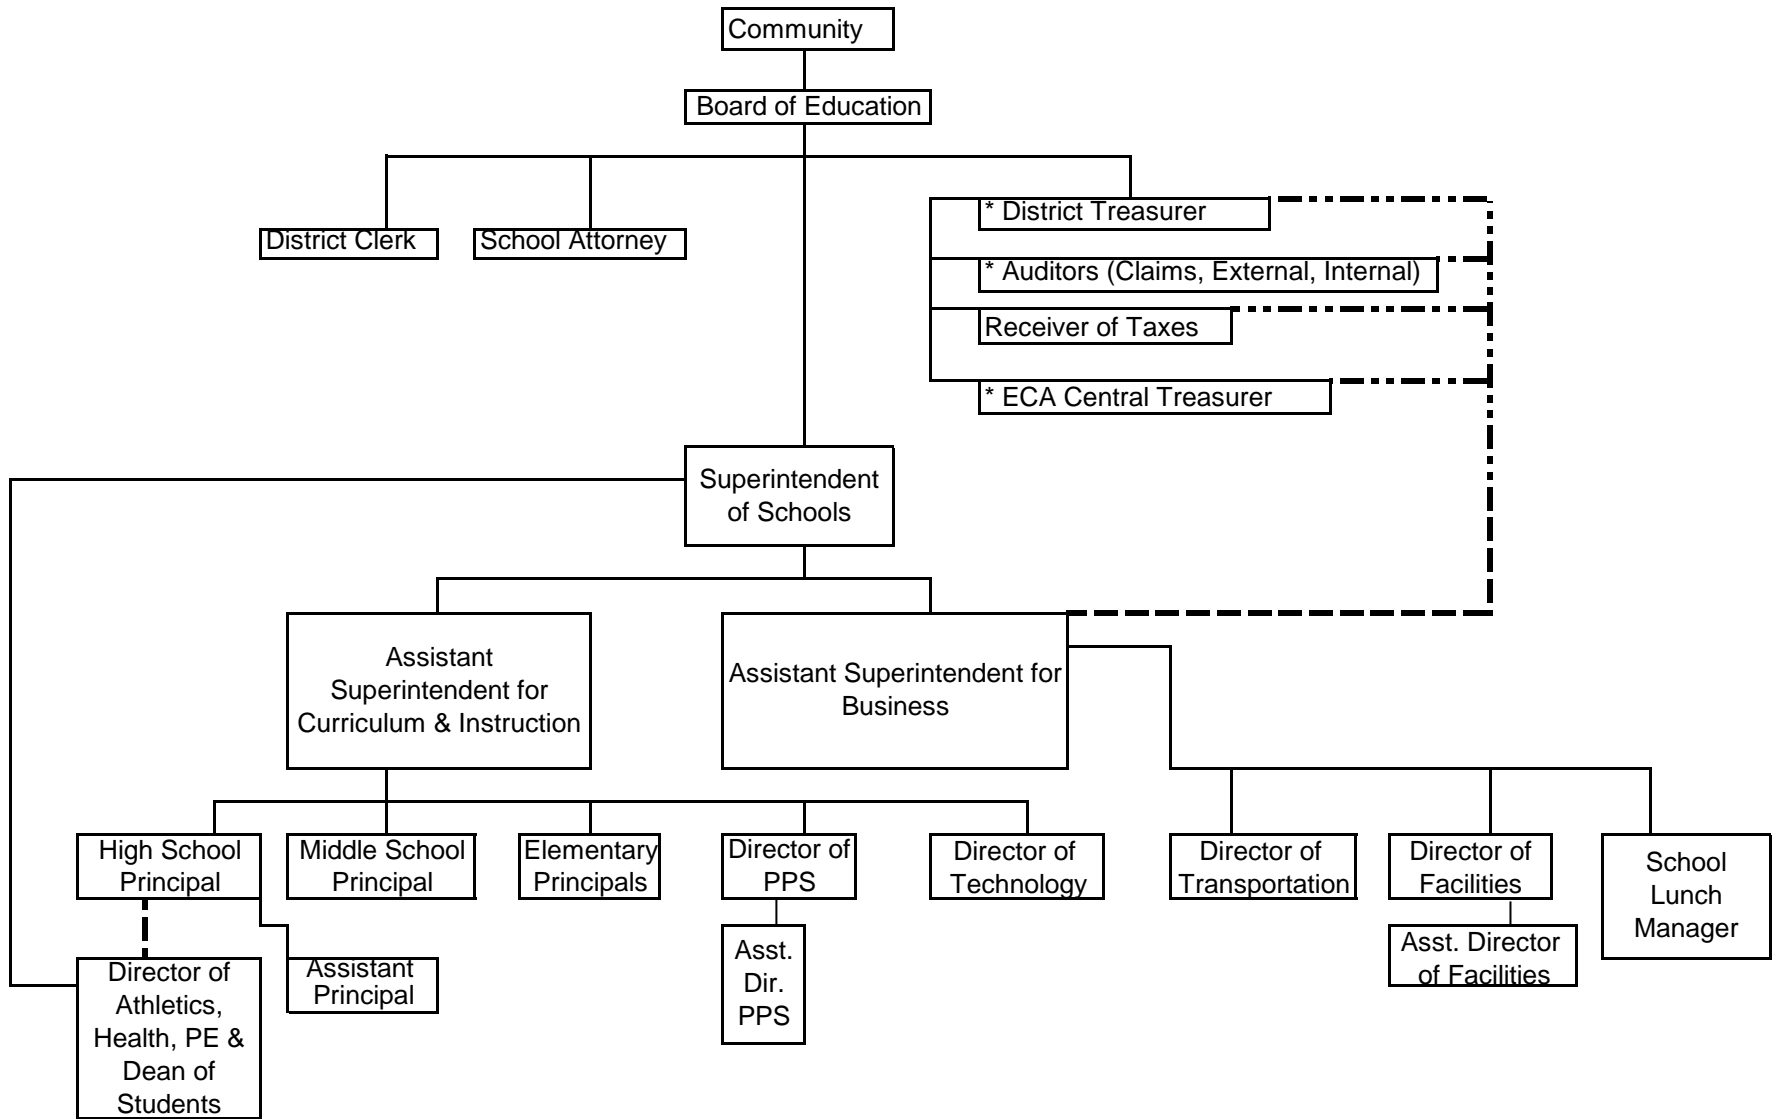 Community
Board of Education
District Clerk
School Attorney
* District Treasurer
* Auditors (Claims, External, Internal)
Receiver of Taxes
* ECA Central Treasurer
Superintendent
of Schools
Assistant
Superintendent for
Curriculum & Instruction
Assistant Superintendent for
Business
High School
Principal
Middle School
Principal
Elementary
Principals
Director of
PPS
Director of
Technology
Director of
Transportation
Director of
Facilities
School
Lunch
Manager
Director of
Athletics,
Health, PE &
Dean of
Students
Assistant
Principal
Asst.
Dir.
PPS
Asst. Director
of Facilities